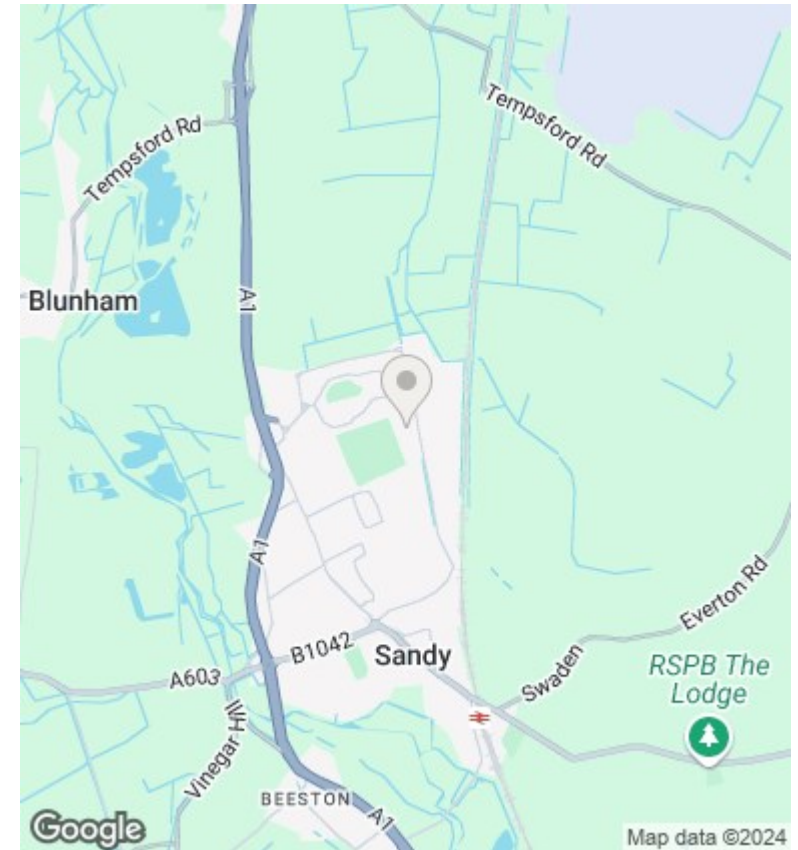 Tempsford Rd
Tempsford Rd
Blunham
A1
A1
Everton Rd
B1042
Sandy
RSPB The
Lodge
A603
Swaden
Vinegar Hill
BEESTON
A1
Google
Map data ©2024